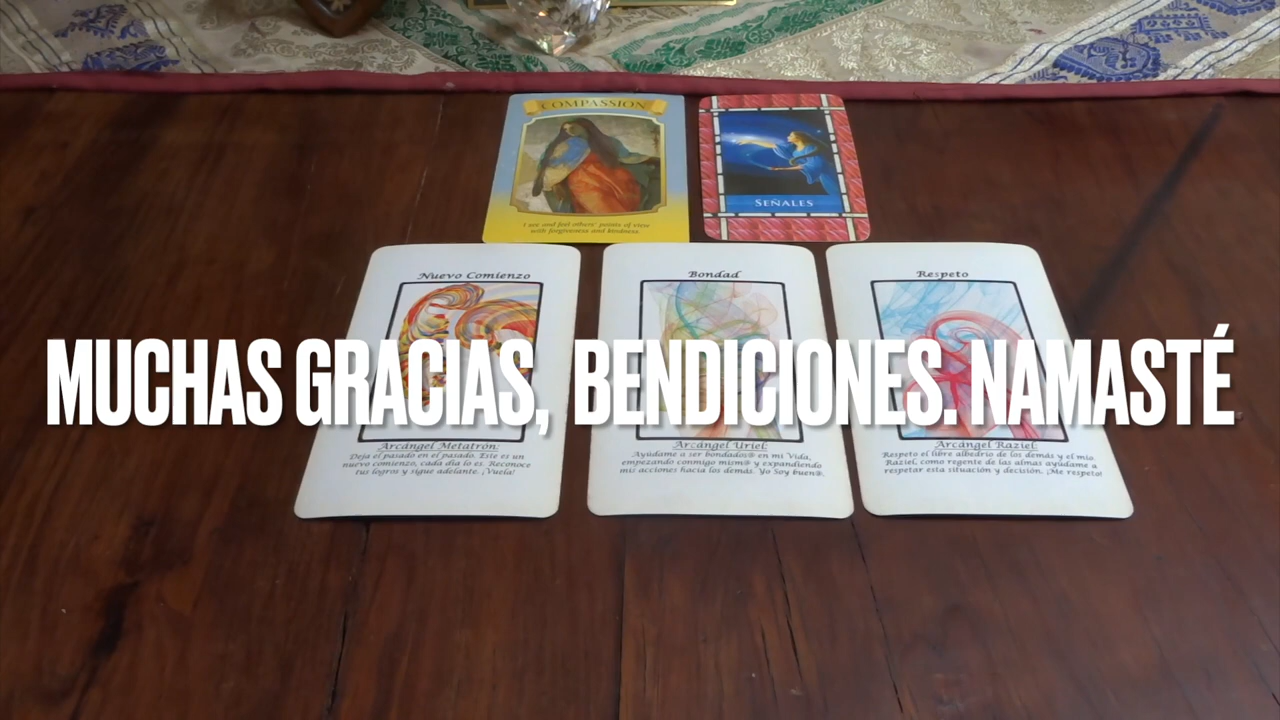 COMPASSION
I see and feel others' points of view
with forgiveness and kindness.
SEÑALES
Nuevo Comienzo
Bondad
Respeto
MUCHAS GRACIAS, BENDICIONES. NAMASTÉ
Arcángel Metatrón:
Deja el pasado en el pasado. Este es un
nuevo comienzo, cada día lo es. Reconoce
tus logros y sigue adelante. ¡Vuela!
Arcángel Uriel:
Ayúdame a ser bondados@ en mi Vida,
empezando conmigo mism@ y expandiendo
mis acciones hacia los demás. Yo Soy buen@.
Arcángel Raziel:
Respeto el libre albedrío de los demás y el mío.
Raziel, como regente de las almas ayúdame a
respetar esta situación y decisión. ¡Me respeto!